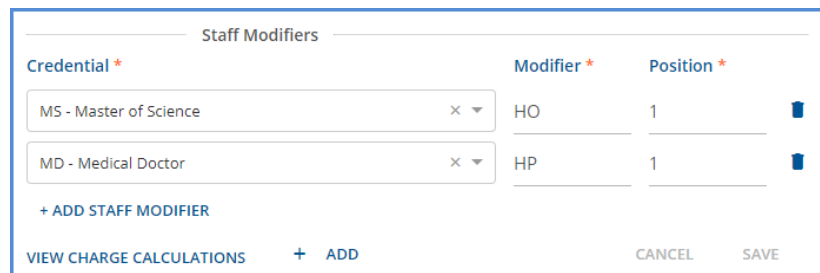 Staff Modifiers
Credential * Modifier * Position *
MS - Master of Science × HO 1
MD - Medical Doctor × HP 1
+ ADD STAFF MODIFIER
VIEW CHARGE CALCULATIONS + ADD CANCEL SAVE